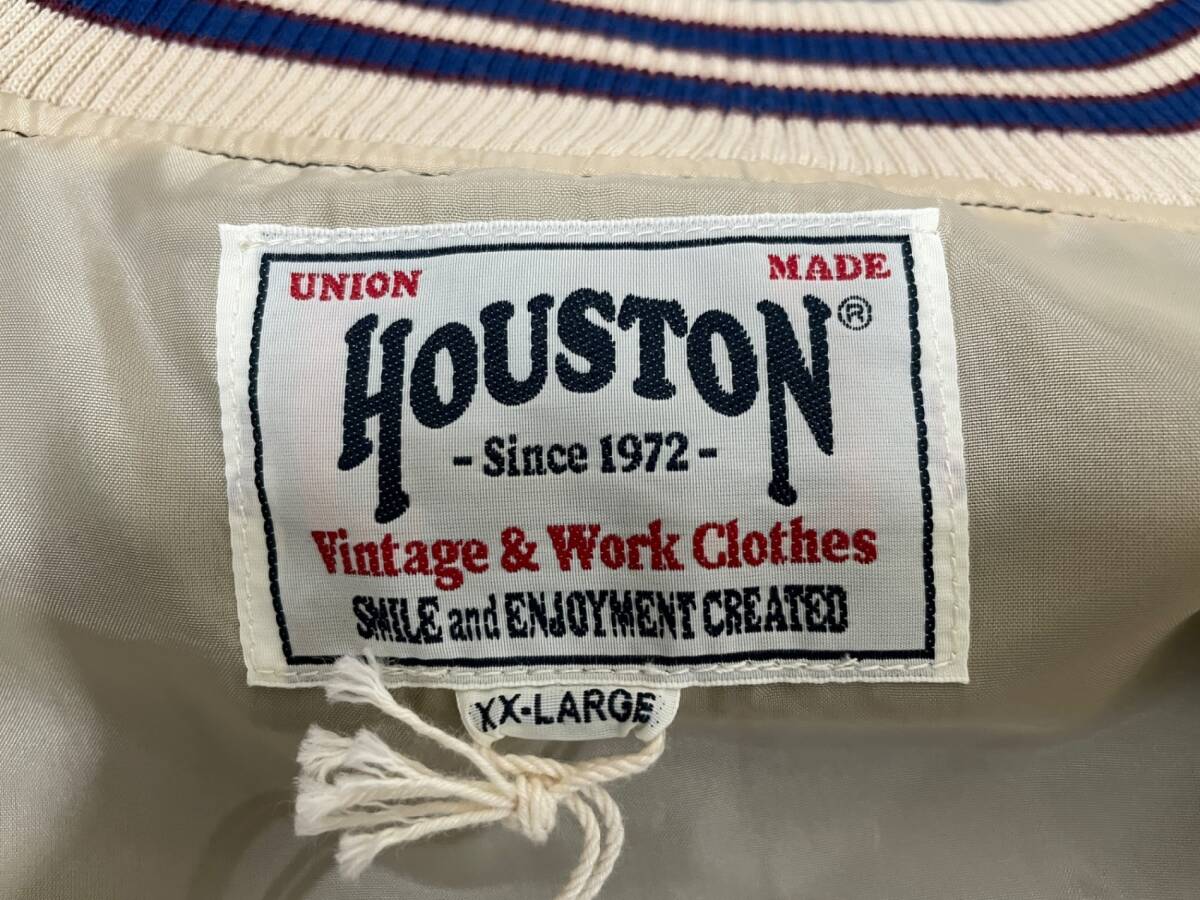 UNION MADE
HOUSTON®
- Since 1972 -
Vintage & Work Clothes
SMILE and ENJOYMENT CREATED
XX-LARGE